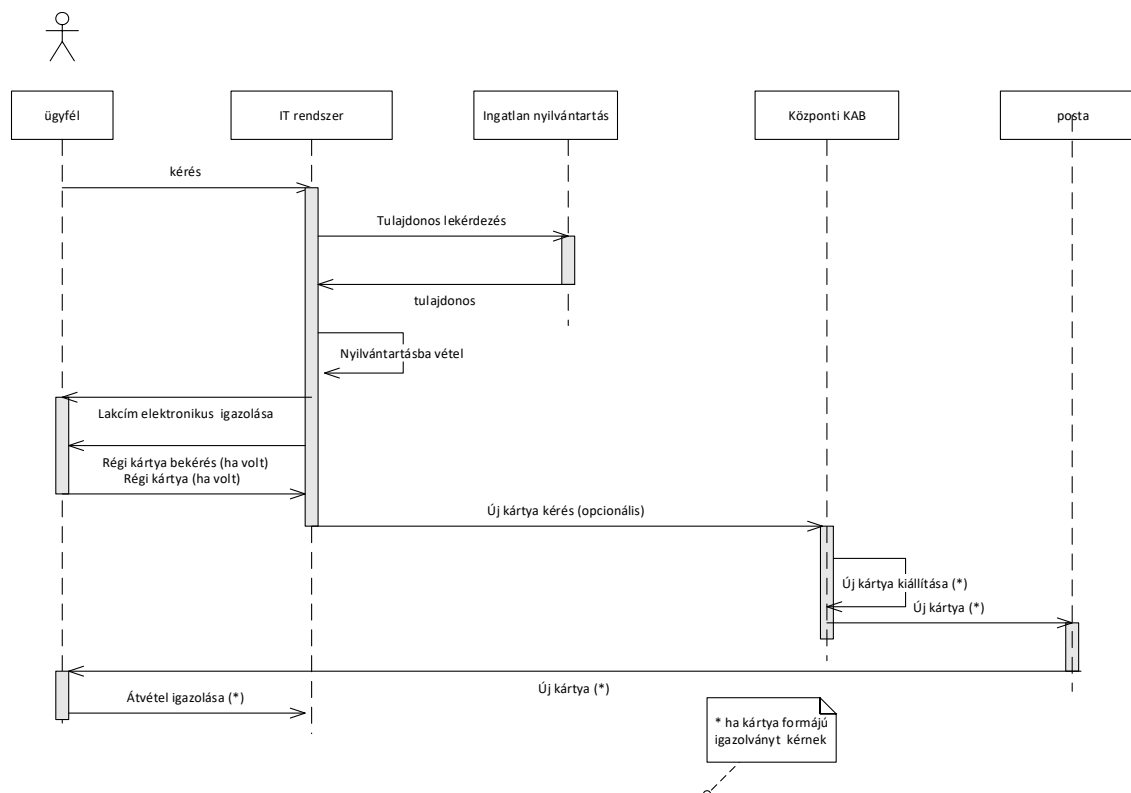 ügyfél
IT rendszer
Ingatlan nyilvántartás
Központi KAB
posta
kérés
Tulajdonos lekérdezés
tulajdonos
Nyilvántartásba vétel
Lakcím elektronikus igazolása
Régi kártya bekérés (ha volt)
Régi kártya (ha volt)
Új kártya kérés (opcionális)
Új kártya kiállítása (*)
Új kártya (*)
Új kártya (*)
Átvétel igazolása (*)
* ha kártya formájú
igazolványt kérnek